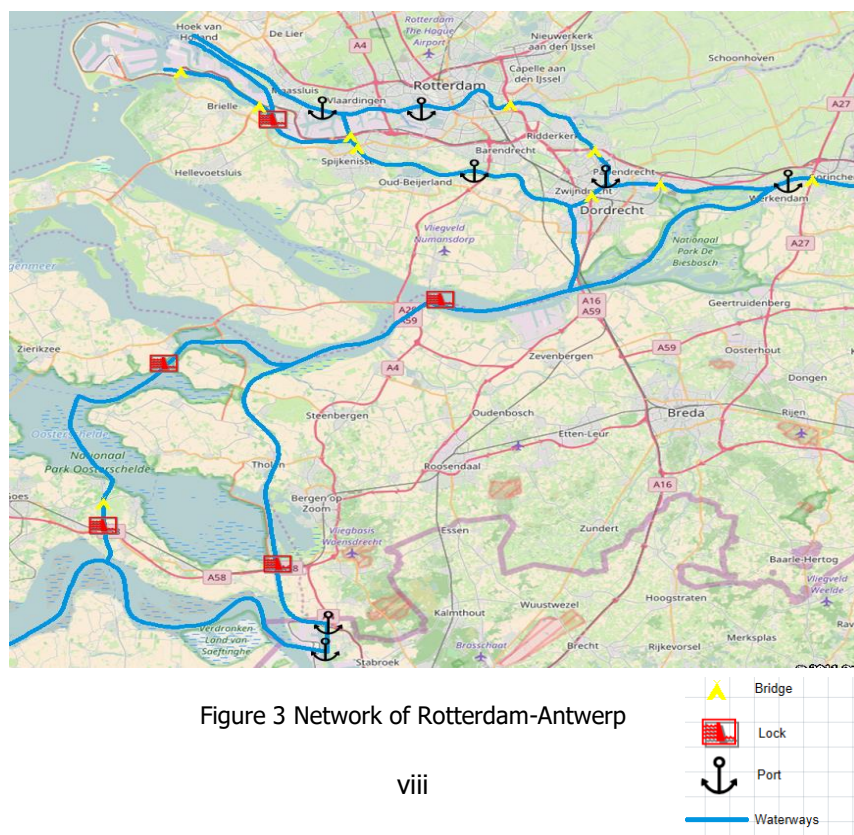 Hoek van
Holland
De Lier
Rotterdam
The Hague
Airport
Nieuwerkerk
aan den IJssel
A4
Schoonhoven
Capelle aan
den IJssel
Rotterdam
Vlaardingen
A27
Brielle
Ridderkerk
Spijkenisse
Barendrecht
Hellevoetsluis
Oud-Beijerland
Zwijndrecht
Werkendam
Dordrecht
Vliegveld
Numansdorp
Nationaal
Park De
Biesbosch
A27
A16
A59
Geertruidenberg
A59
Zierikzee
A59
Oosterhout
Zevenbergen
A4
Dongen
Steenbergen
Oudenbosch
Breda
Rijen
Etten-Leur
Nationaal
Park Oosterschelde
Tholen
Roosendaal
A16
Bergen op
Zoom
Vliegbasis
Woensdrecht
Essen
Zundert
Baarle-Hertog
A58
Vliegveld
Weelde
Hoogstraten
Kalmthout
Wuustwezel
Verdronken
Land van
Saeftinghe
Brasschaat
Brecht
Rijkevorsel
Merksplas
Stabroek
Figure 3 Network of Rotterdam-Antwerp
viii
Bridge
Lock
Port
Waterways